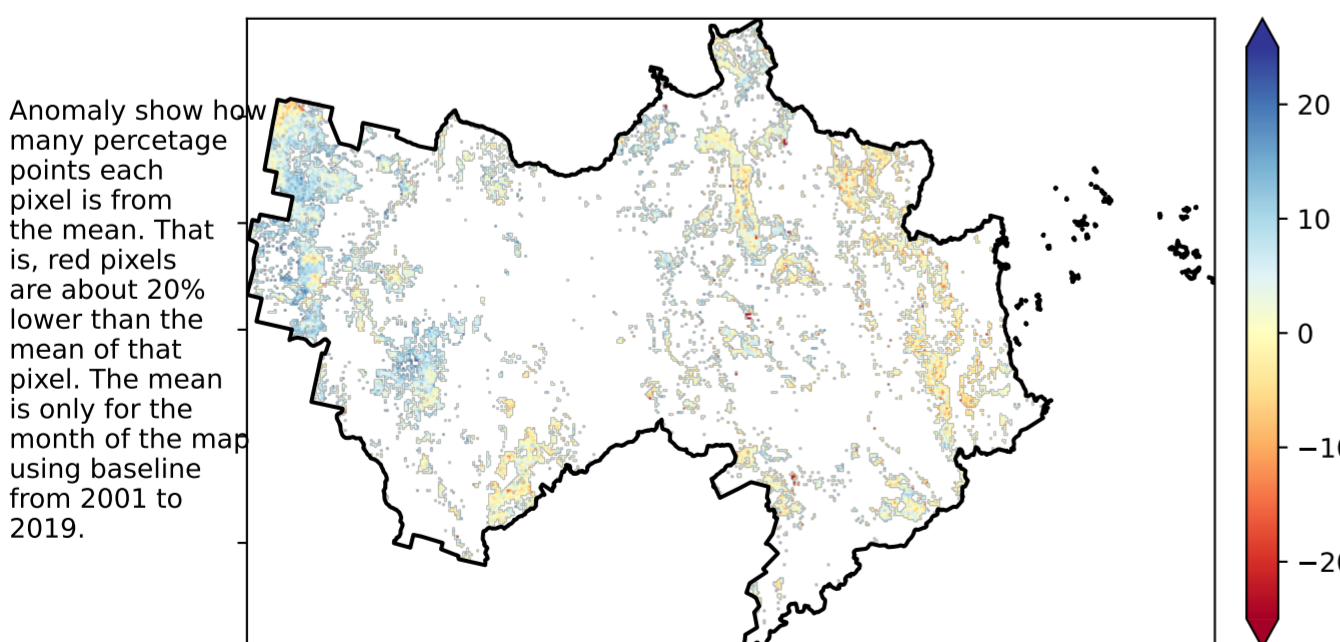 Anomaly show how
many percetage
points each
pixel is from
the mean. That
is, red pixels
are about 20%
lower than the
mean of that
pixel. The mean
is only for the
month of the map
using baseline
from 2001 to
2019.
20
10
0
−10
−20